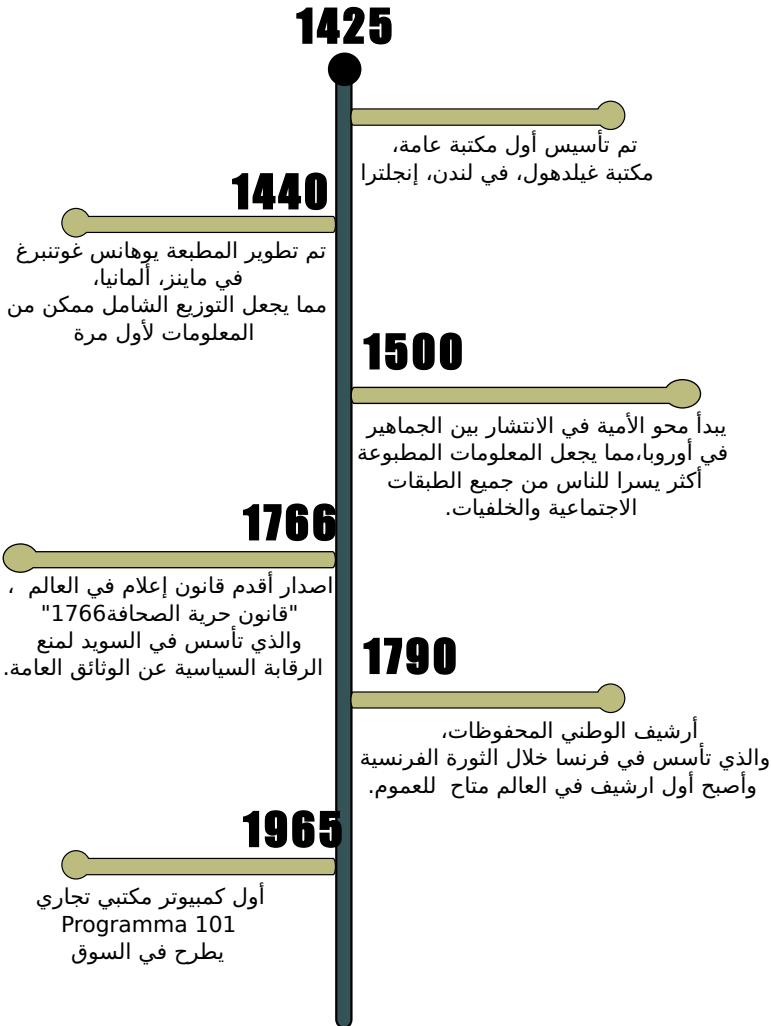 1425
تم تأسيس أول مكتبة عامة،
مكتبة غيلدهول، في لندن، إنجلترا
1440
تم تطوير المطبعة يوهانس غوتنبرغ
في ماينز، ألمانيا،
مما يجعل التوزيع الشامل ممكن من
المعلومات لأول مرة
1500
يبدأ محو الأمية في الانتشار بين الجماهير
في أوروبا،مما يجعل المعلومات المطبوعة
أكثر يسرا للناس من جميع الطبقات
الاجتماعية والخلفيات.
1766
اصدار أقدم قانون إعلام في العالم ،
"قانون حرية الصحافة1766"
والذي تأسس في السويد لمنع
الرقابة السياسية عن الوثائق العامة.
1790
أرشيف الوطني المحفوظات،
والذي تأسس في فرنسا خلال الثورة الفرنسية
وأصبح أول ارشيف في العالم متاح للعموم.
1965
أول كمبيوتر مكتبي تجاري
Programma 101
يطرح في السوق